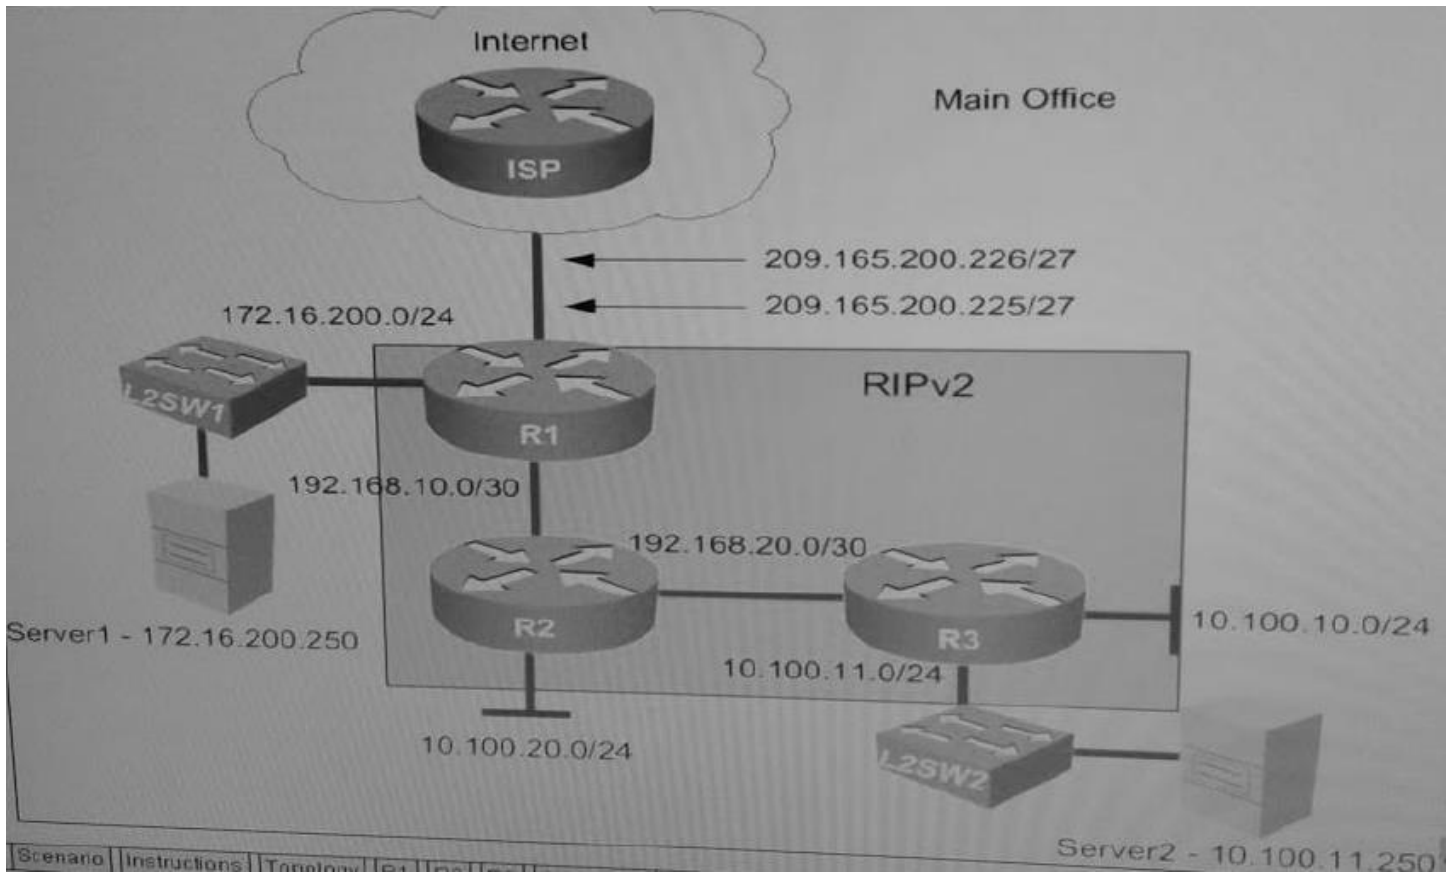 Internet
Main Office
ISP
209.165.200.226/27
172.16.200.0/24
209.165.200.225/27
RIPv2
L2SW1
R1
192.168.10.0/30
192.168.20.0/30
Server1 - 172.16.200.250
R2
R3
10.100.10.0/24
10.100.11.0/24
10.100.20.0/24
L2SW2
Server2 - 10.100.11.250
Scenario
Instructions
Topology
R1